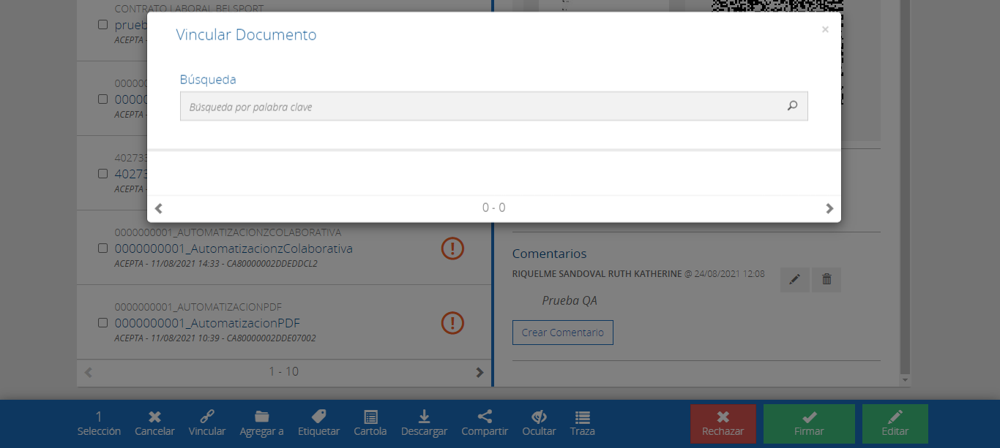 CONTRATO LABORAL BELSPORT
prueb
ACEPTA -
Vincular Documento
×
Búsqueda
Búsqueda por palabra clave
0 - 0
00000
0000
ACEPTA -
40273
40273
ACEPTA -
0000000001_AUTOMATIZACIONZCOLABORATIVA
0000000001_AutomatizacionzColaborativa
ACEPTA - 11/08/2021 14:33 - CA80000002DDEDDCL2
0000000001_AUTOMATIZACIONPDF
0000000001_AutomatizacionPDF
ACEPTA - 11/08/2021 10:39 - CA80000002DDE07002
1 - 10
Comentarios
RIQUELME SANDOVAL RUTH KATHERINE @ 24/08/2021 12:08
Prueba QA
Crear Comentario
1
Selección
Cancelar
Vincular
Agregar a
Etiquetar
Cartola
Descargar
Compartir
Ocultar
Traza
Rechazar
Firmar
Editar